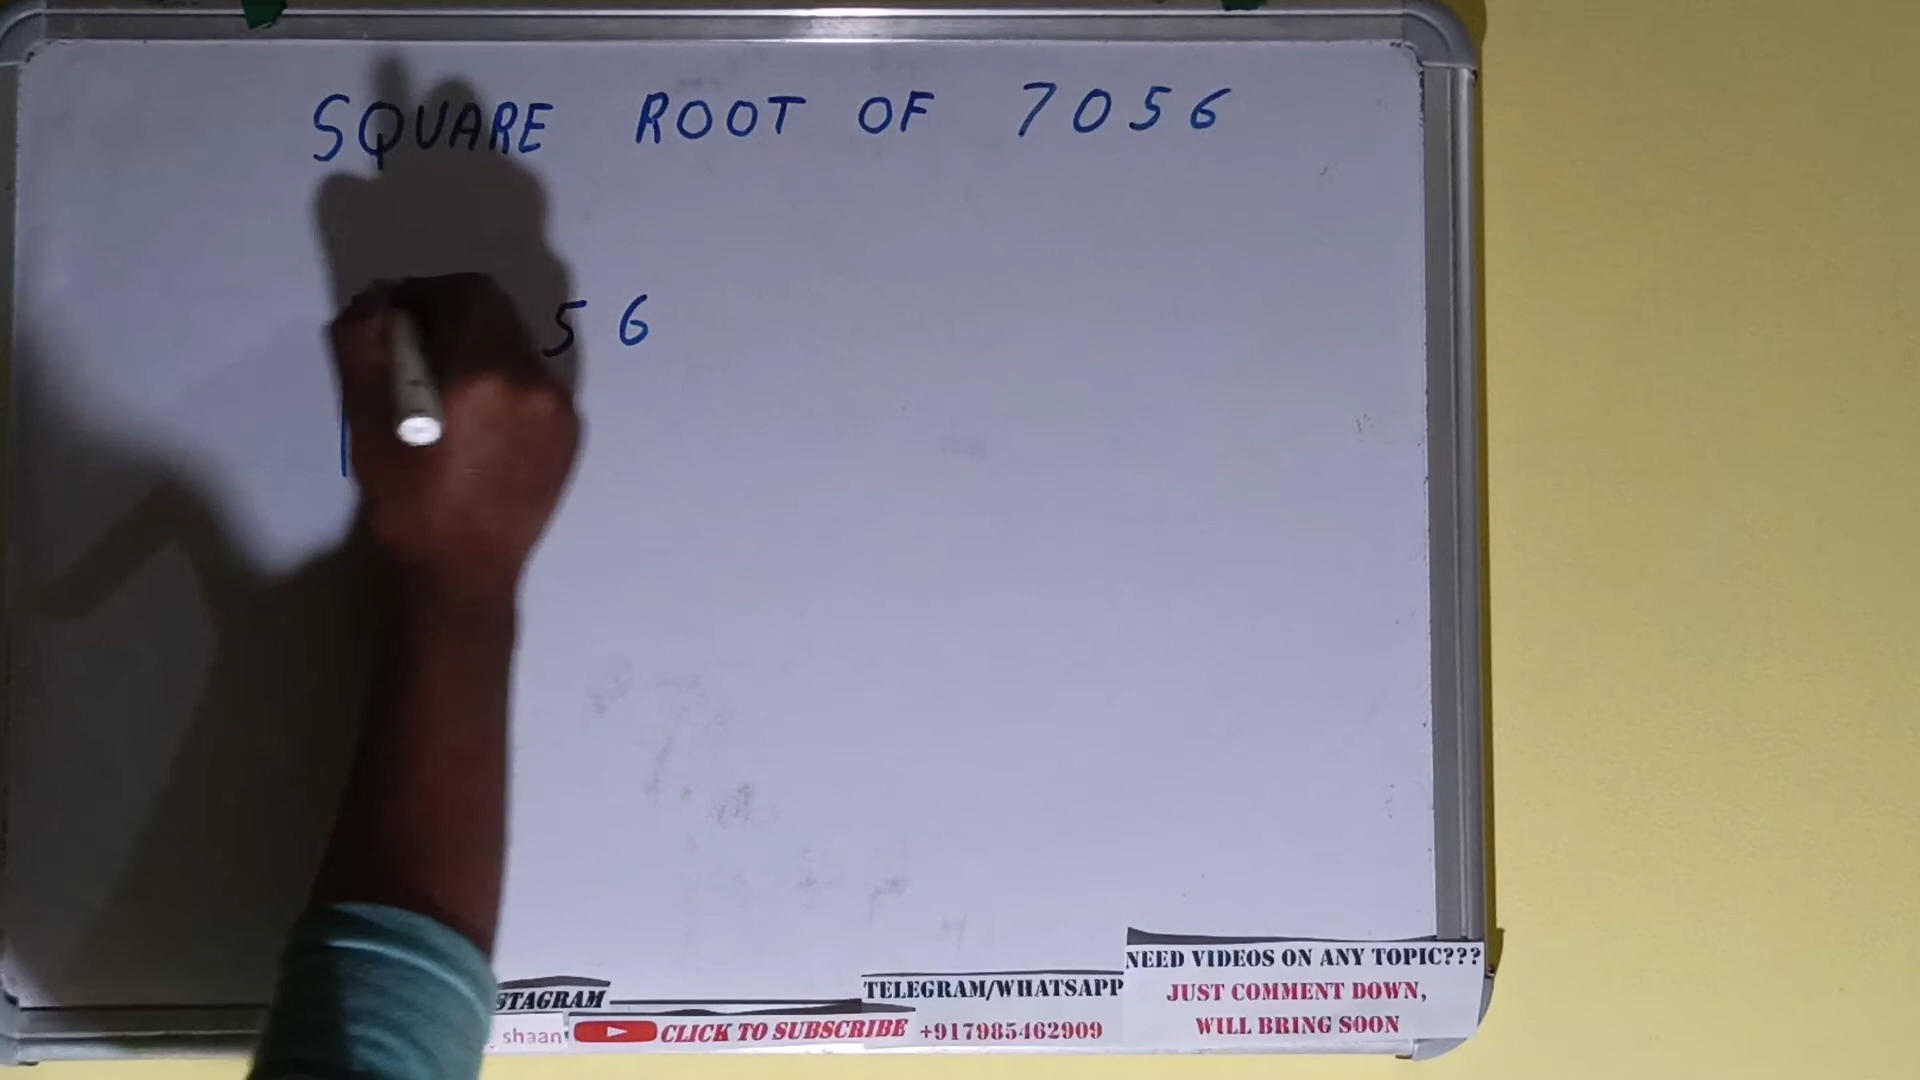 SQUARE ROOT OF 7056
56
NEED VIDEOS ON ANY TOPIC???
JUST COMMENT DOWN,
WILL BRING SOON
TELEGRAM/WHATSAPP
+917985462909
CLICK TO SUBSCRIBE
shaan